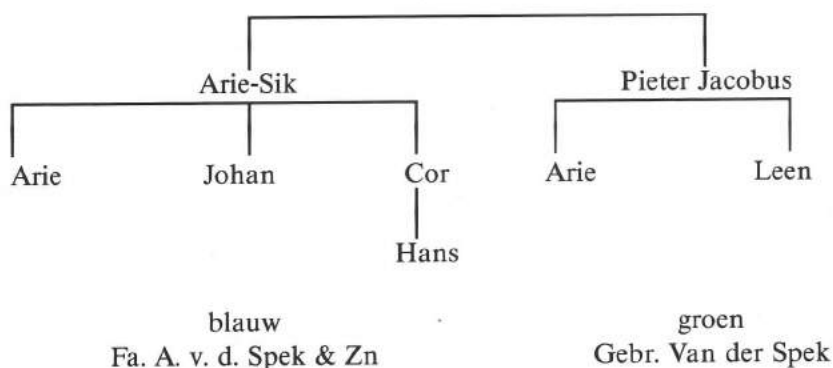 Arie-Sik Pieter Jacobus
Arie Johan Cor Arie Leen
Hans
blauw groen
Fa. A. v. d. Spek & Zn Gebr. Van der Spek